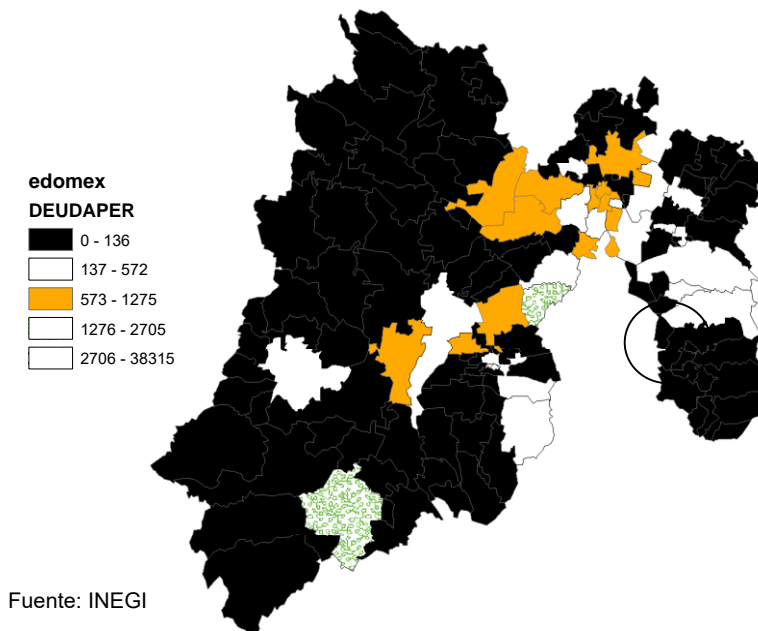 edomex
DEUDAPER
0 - 136
137 - 572
573 - 1275
1276 - 2705
2706 - 38315
Fuente: INEGI